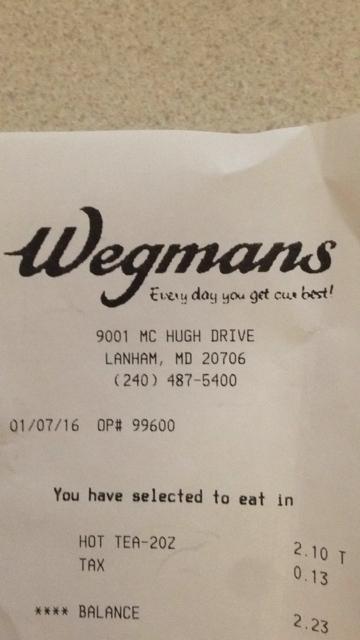 Wegmans
Every day you get our best!
9001 MC HUGH DRIVE
LANHAM, MD 20706
(240) 487-5400
01/07/16 OP# 99600
You have selected to eat in
HOT TEA-20Z 2.10 T
TAX 0.13
**** BALANCE 2.23